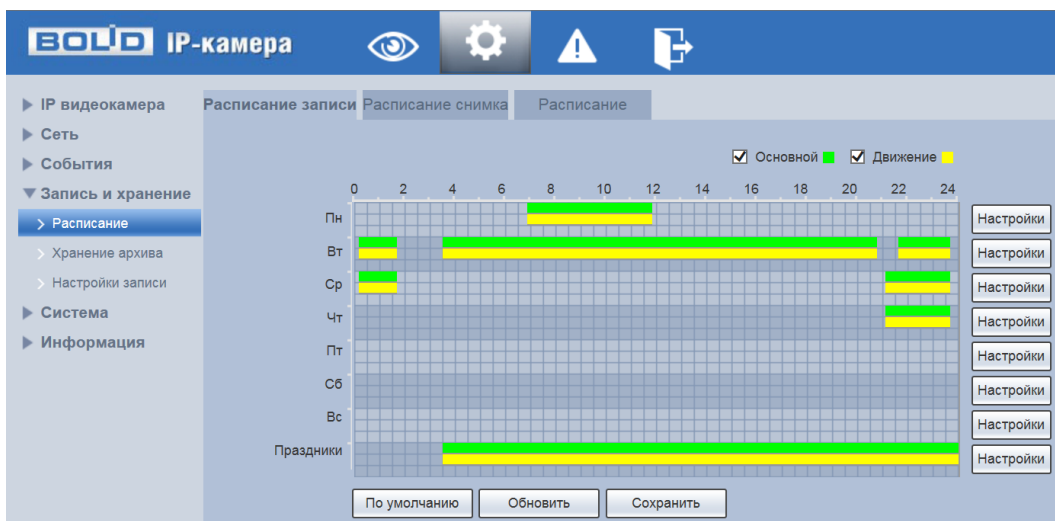 BOLID IP-камера
IP видеокамера
Сеть
События
Запись и хранение
Расписание
Хранение архива
Настройки записи
Система
Информация
Расписание записи Расписание снимка Расписание
Основной Движение
0 2 4 6 8 10 12 14 16 18 20 22 24
Пн Настройки
Вт Настройки
Ср Настройки
Чт Настройки
Пт Настройки
Сб Настройки
Вс Настройки
Праздники Настройки
По умолчанию Обновить Сохранить